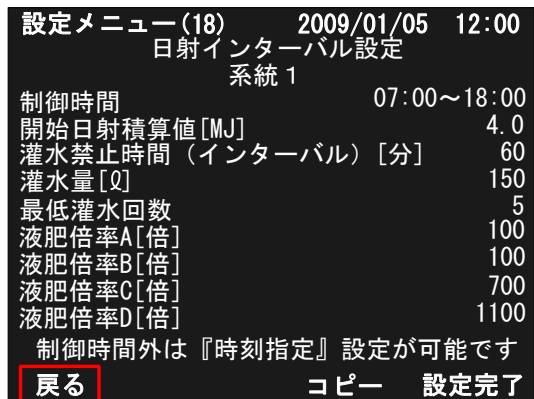 設定メニュー(18) 2009/01/05 12:00
日射インターバル設定
系統1
制御時間 07:00～18:00
開始日射積算値[MJ] 4.0
灌水禁止時間（インターバル）[分] 60
灌水量[ℓ] 150
最低灌水回数 5
液肥倍率A[倍] 100
液肥倍率B[倍] 100
液肥倍率C[倍] 700
液肥倍率D[倍] 1100
制御時間外は『時刻指定』設定が可能です
戻る コピー 設定完了